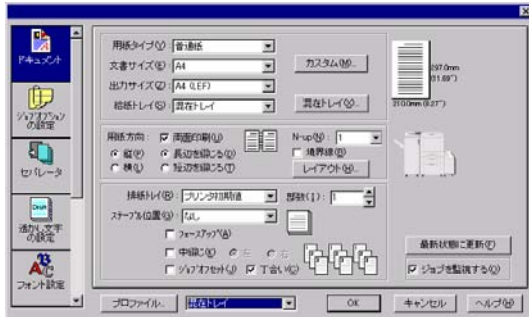 ドキュメント
ジョブオプション
の設定
セパレータ
Draft
透かし文字
の設定
フォント設定
用紙タイプ(Y): 普通紙
文書サイズ(E): A4
カスタム(M)...
出力サイズ(Z): A4 (LEF)
給紙トレイ(S): 混在トレイ
混在トレイ(X)...
297.0mm
(11.69")
210.0mm (8.27")
用紙方向:
両面印刷(U)
縦(P)
長辺を綴じる(O)
横(L)
短辺を綴じる(T)
N-up(N): 1
境界線(D)
レイアウト(H)...
排紙トレイ(R): プリンタ初期値
部数(I): 1
ステープル位置(G): なし
フェースアップ(A)
中綴じ(K)
左
右
ジョブオフセット(J)
丁合い(C)
最新状態に更新(F)
ジョブを監視する(Q)
プロファイル...
混在トレイ
OK
キャンセル
ヘルプ(H)